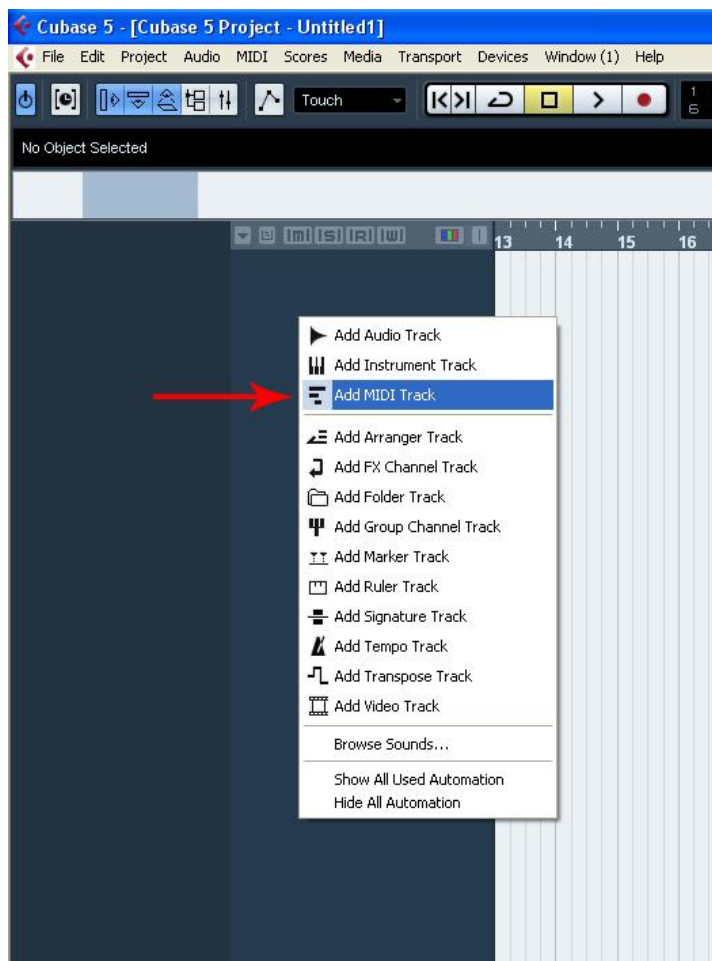 Cubase 5 - [Cubase 5 Project - Untitled1]
File Edit Project Audio MIDI Scores Media Transport Devices Window (1) Help
Touch
1
6
No Object Selected
m S R W
13 14 15 16
Add Audio Track
Add Instrument Track
Add MIDI Track
Add Arranger Track
Add FX Channel Track
Add Folder Track
Add Group Channel Track
Add Marker Track
Add Ruler Track
Add Signature Track
Add Tempo Track
Add Transpose Track
Add Video Track
Browse Sounds...
Show All Used Automation
Hide All Automation